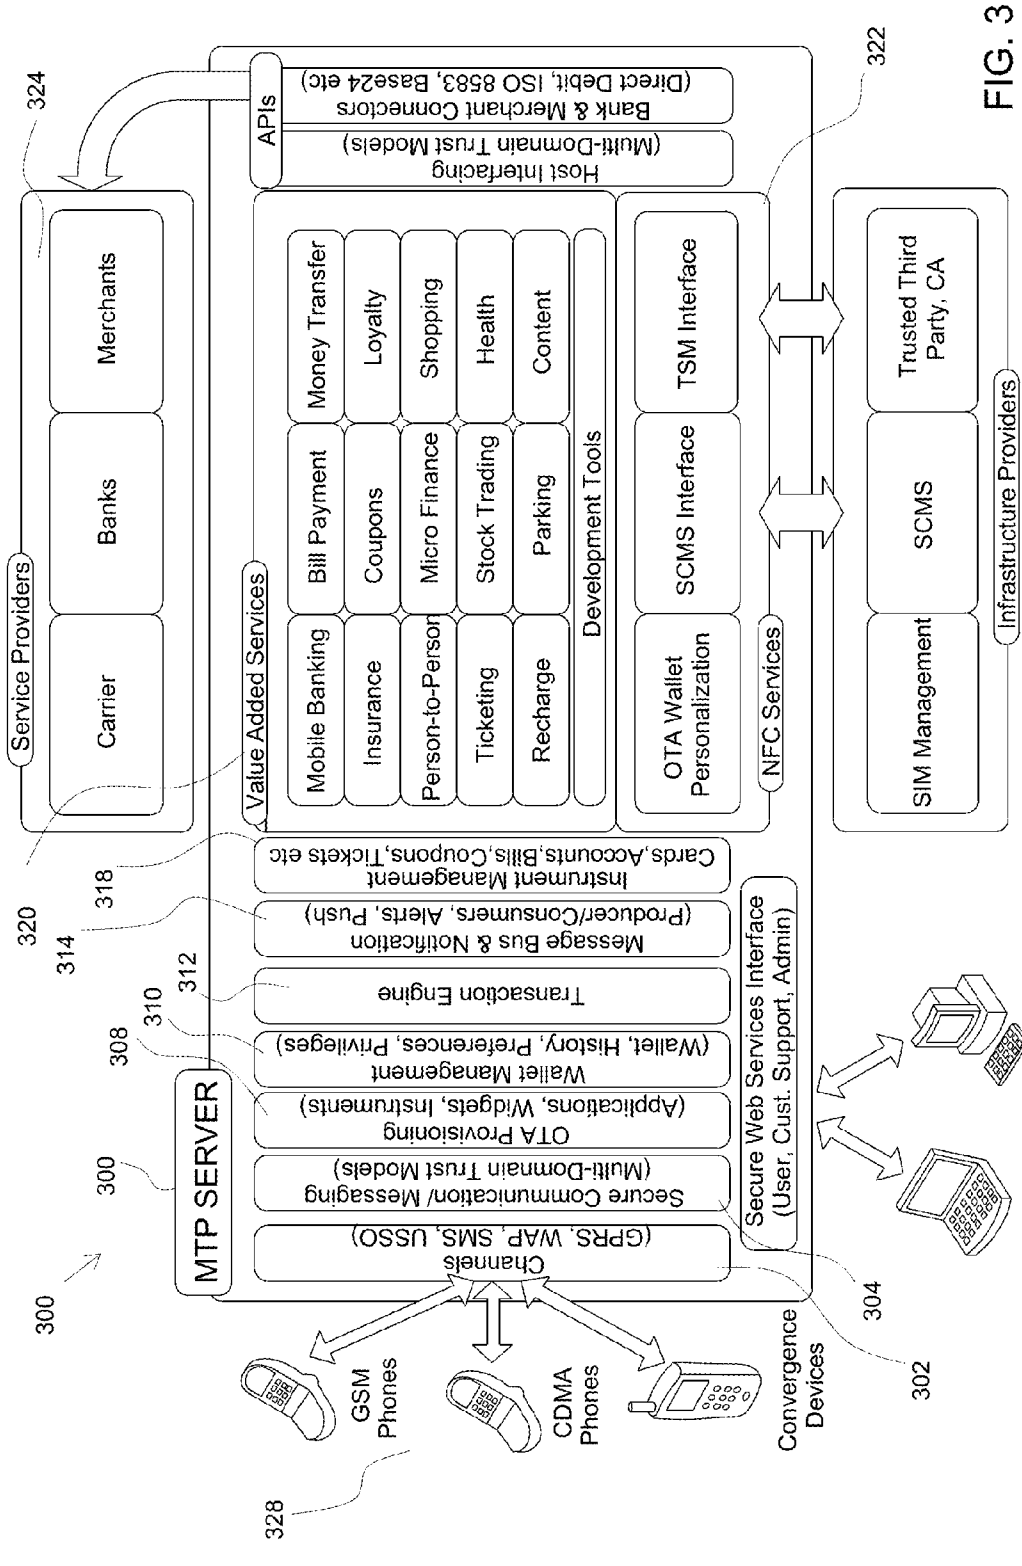 FIG. 3
324
Service Providers
Carrier
Banks
Merchants
300
300
MTP SERVER
308
310
312
314
318
320
322
APIs
Channels
(GPRS, WAP, SMS, USSO)
Secure Communication/ Messaging
(Multi-Domnain Trust Models)
OTA Provisioning
(Applications, Widgets, Instruments)
Wallet Management
(Wallet, History, Preferences, Privileges)
Transaction Engine
Message Bus & Notification
(Producer/Consumers, Alerts, Push)
Instrument Management
Cards,Accounts,Bills,Coupons,Tickets etc
Value Added Services
Mobile Banking
Bill Payment
Money Transfer
Insurance
Coupons
Loyalty
Person-to-Person
Micro Finance
Shopping
Ticketing
Stock Trading
Health
Recharge
Parking
Content
Development Tools
Host Interfacing
(Multi-Domnain Trust Models)
Bank & Merchant Connectors
(Direct Debit, ISO 8583, Base24 etc)
OTA Wallet
Personalization
SCMS Interface
TSM Interface
NFC Services
Secure Web Services Interface
(User, Cust. Support, Admin)
SIM Management
SCMS
Trusted Third
Party, CA
Infrastructure Providers
GSM
Phones
CDMA
Phones
Convergence
Devices
328
302
304